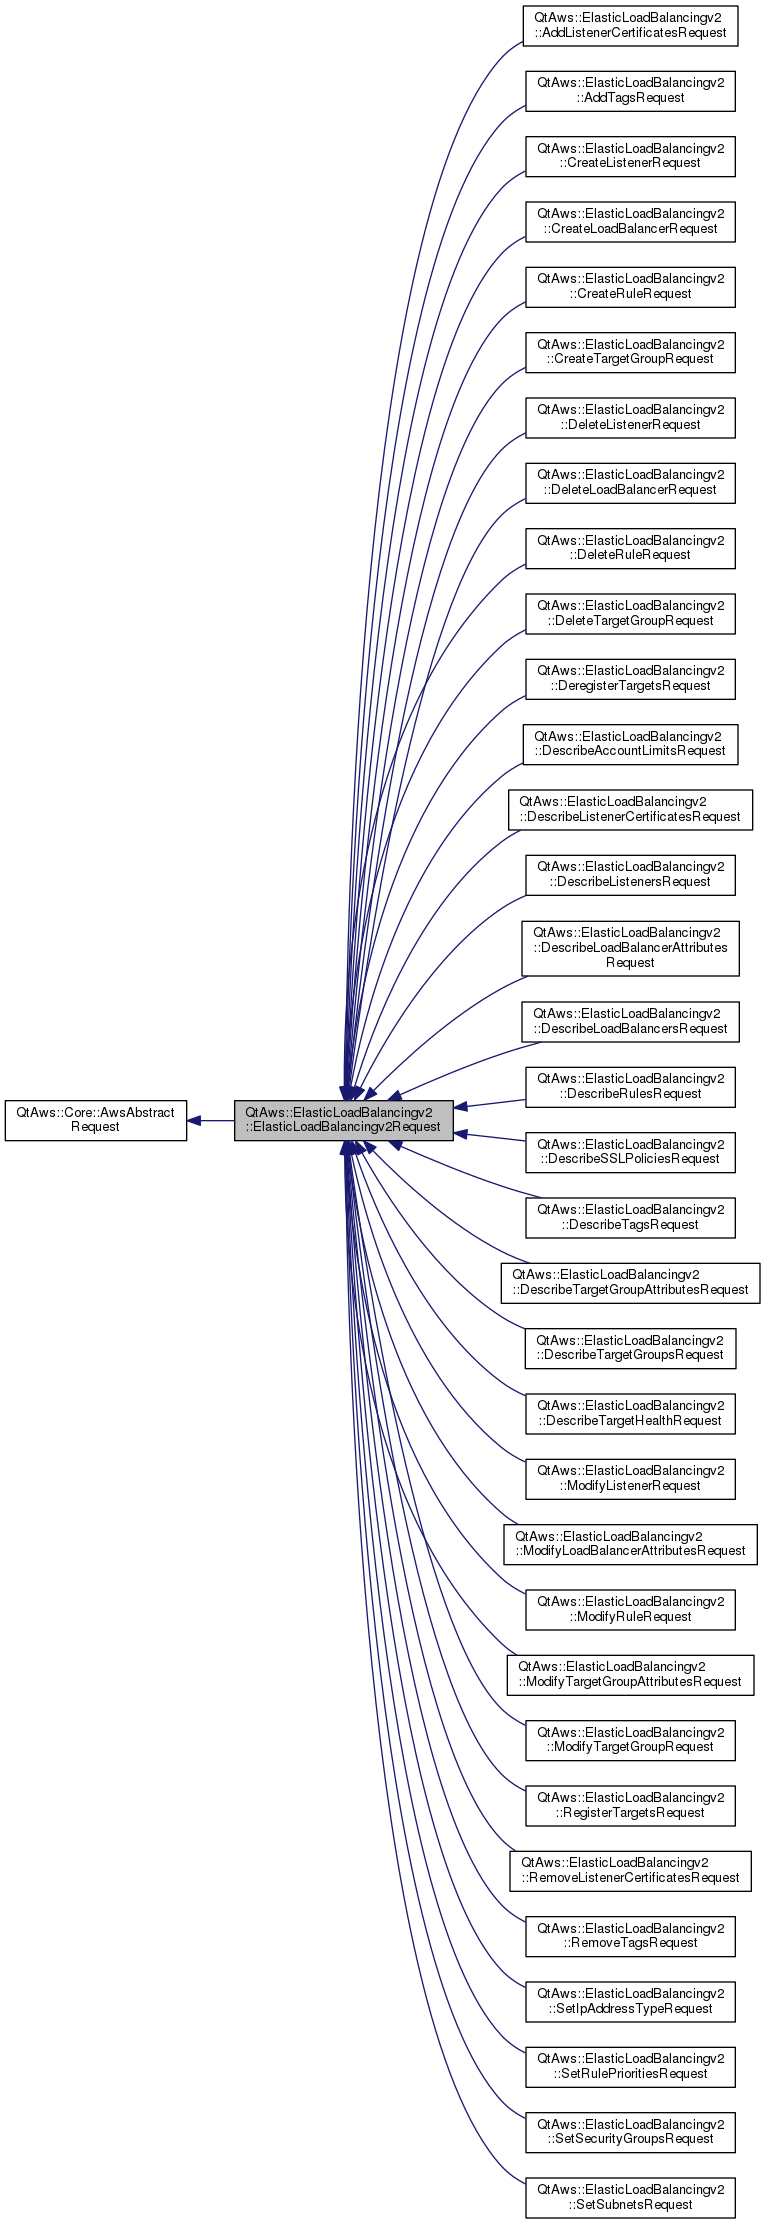 QtAws::ElasticLoadBalancingv2
::AddListenerCertificatesRequest
QtAws::ElasticLoadBalancingv2
::AddTagsRequest
QtAws::ElasticLoadBalancingv2
::CreateListenerRequest
QtAws::ElasticLoadBalancingv2
::CreateLoadBalancerRequest
QtAws::ElasticLoadBalancingv2
::CreateRuleRequest
QtAws::ElasticLoadBalancingv2
::CreateTargetGroupRequest
QtAws::ElasticLoadBalancingv2
::DeleteListenerRequest
QtAws::ElasticLoadBalancingv2
::DeleteLoadBalancerRequest
QtAws::ElasticLoadBalancingv2
::DeleteRuleRequest
QtAws::ElasticLoadBalancingv2
::DeleteTargetGroupRequest
QtAws::ElasticLoadBalancingv2
::DeregisterTargetsRequest
QtAws::ElasticLoadBalancingv2
::DescribeAccountLimitsRequest
QtAws::ElasticLoadBalancingv2
::DescribeListenerCertificatesRequest
QtAws::ElasticLoadBalancingv2
::DescribeListenersRequest
QtAws::ElasticLoadBalancingv2
::DescribeLoadBalancerAttributes
Request
QtAws::ElasticLoadBalancingv2
::DescribeLoadBalancersRequest
QtAws::Core::AwsAbstract
Request
QtAws::ElasticLoadBalancingv2
::ElasticLoadBalancingv2Request
QtAws::ElasticLoadBalancingv2
::DescribeRulesRequest
QtAws::ElasticLoadBalancingv2
::DescribeSSLPoliciesRequest
QtAws::ElasticLoadBalancingv2
::DescribeTagsRequest
QtAws::ElasticLoadBalancingv2
::DescribeTargetGroupAttributesRequest
QtAws::ElasticLoadBalancingv2
::DescribeTargetGroupsRequest
QtAws::ElasticLoadBalancingv2
::DescribeTargetHealthRequest
QtAws::ElasticLoadBalancingv2
::ModifyListenerRequest
QtAws::ElasticLoadBalancingv2
::ModifyLoadBalancerAttributesRequest
QtAws::ElasticLoadBalancingv2
::ModifyRuleRequest
QtAws::ElasticLoadBalancingv2
::ModifyTargetGroupAttributesRequest
QtAws::ElasticLoadBalancingv2
::ModifyTargetGroupRequest
QtAws::ElasticLoadBalancingv2
::RegisterTargetsRequest
QtAws::ElasticLoadBalancingv2
::RemoveListenerCertificatesRequest
QtAws::ElasticLoadBalancingv2
::RemoveTagsRequest
QtAws::ElasticLoadBalancingv2
::SetIpAddressTypeRequest
QtAws::ElasticLoadBalancingv2
::SetRulePrioritiesRequest
QtAws::ElasticLoadBalancingv2
::SetSecurityGroupsRequest
QtAws::ElasticLoadBalancingv2
::SetSubnetsRequest